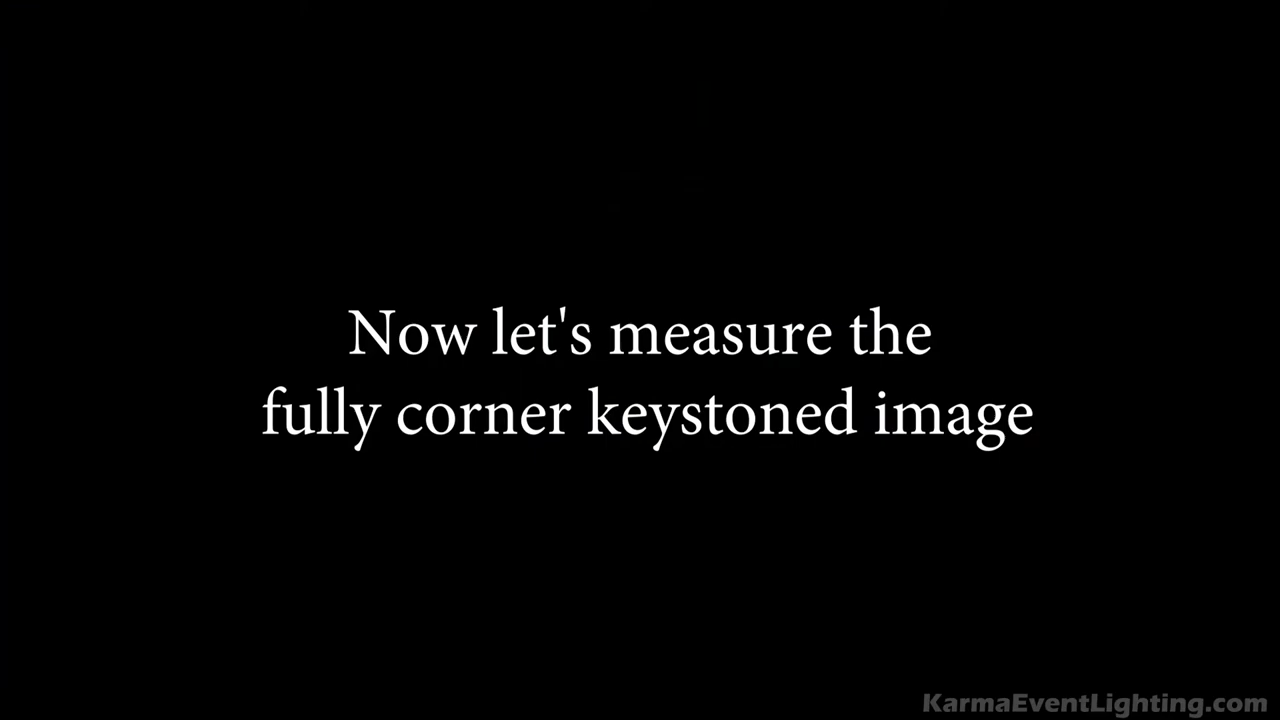 Now let's measure the
fully corner keystoned image
KarmaEventLighting.com